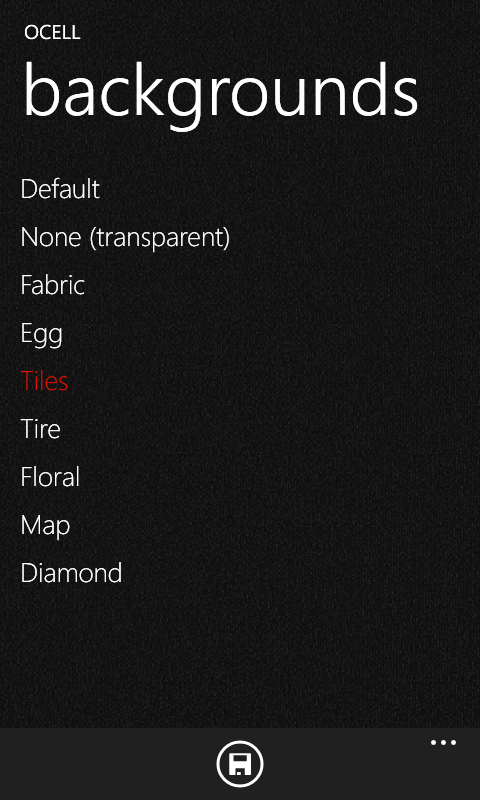 OCELL
backgrounds
Default
None (transparent)
Fabric
Egg
Tiles
Tire
Floral
Map
Diamond